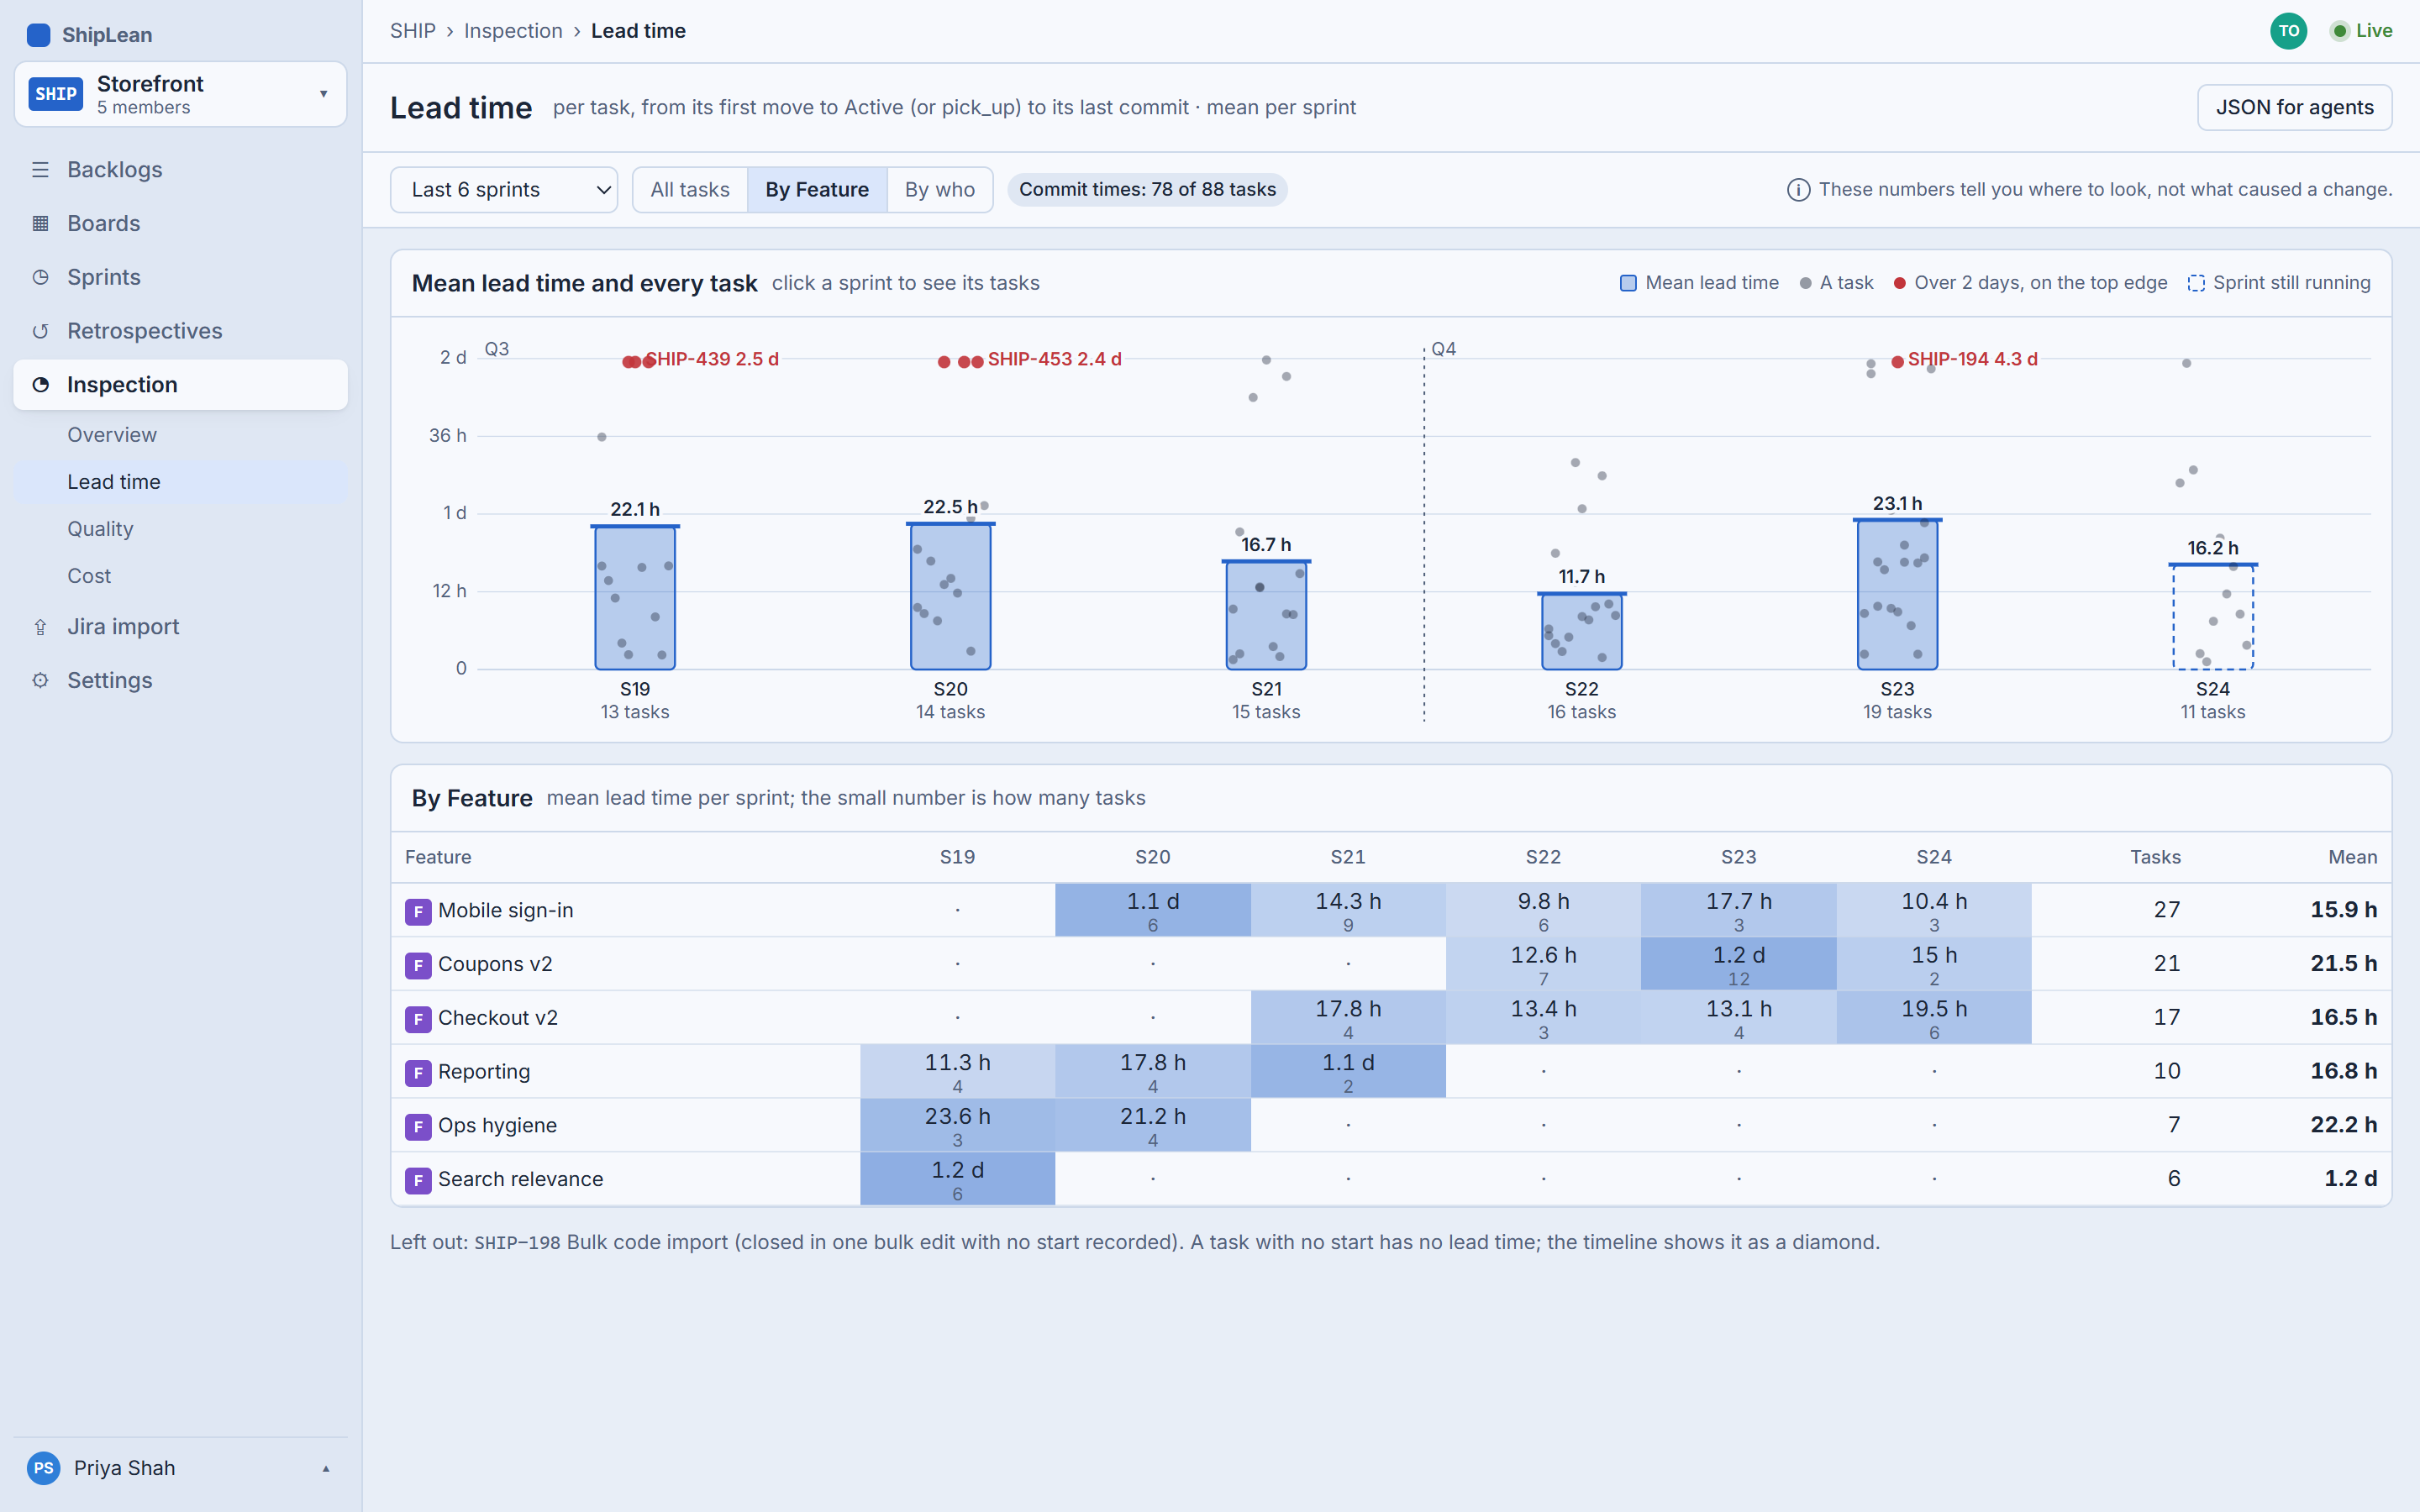 ShipLean
SHIP
Storefront
5 members
Backlogs
Boards
Sprints
Retrospectives
Inspection
Overview
Lead time
Quality
Cost
Jira import
Settings
PS Priya Shah
SHIP › Inspection › Lead time
TO
Live
Lead time per task, from its first move to Active (or pick_up) to its last commit · mean per sprint
JSON for agents
Last 6 sprints
All tasks By Feature By who
Commit times: 78 of 88 tasks
These numbers tell you where to look, not what caused a change.
Mean lead time and every task click a sprint to see its tasks
Mean lead time A task Over 2 days, on the top edge Sprint still running
Q3 Q4
2 d SHIP-439 2.5 d SHIP-453 2.4 d SHIP-194 4.3 d
36 h
1 d
12 h
0
22.1 h 22.5 h 16.7 h 11.7 h 23.1 h 16.2 h
S19 S20 S21 S22 S23 S24
13 tasks 14 tasks 15 tasks 16 tasks 19 tasks 11 tasks
By Feature mean lead time per sprint; the small number is how many tasks
Feature S19 S20 S21 S22 S23 S24 Tasks Mean
F Mobile sign-in · 1.1 d 14.3 h 9.8 h 17.7 h 10.4 h 27 15.9 h
6 9 6 3 3
F Coupons v2 · · · 12.6 h 1.2 d 15 h 21 21.5 h
7 12 2
F Checkout v2 · · 17.8 h 13.4 h 13.1 h 19.5 h 17 16.5 h
4 3 4 6
F Reporting 11.3 h 17.8 h 1.1 d · · · 10 16.8 h
4 4 2
F Ops hygiene 23.6 h 21.2 h · · · · 7 22.2 h
3 4
F Search relevance 1.2 d · · · · · 6 1.2 d
6
Left out: SHIP-198 Bulk code import (closed in one bulk edit with no start recorded). A task with no start has no lead time; the timeline shows it as a diamond.